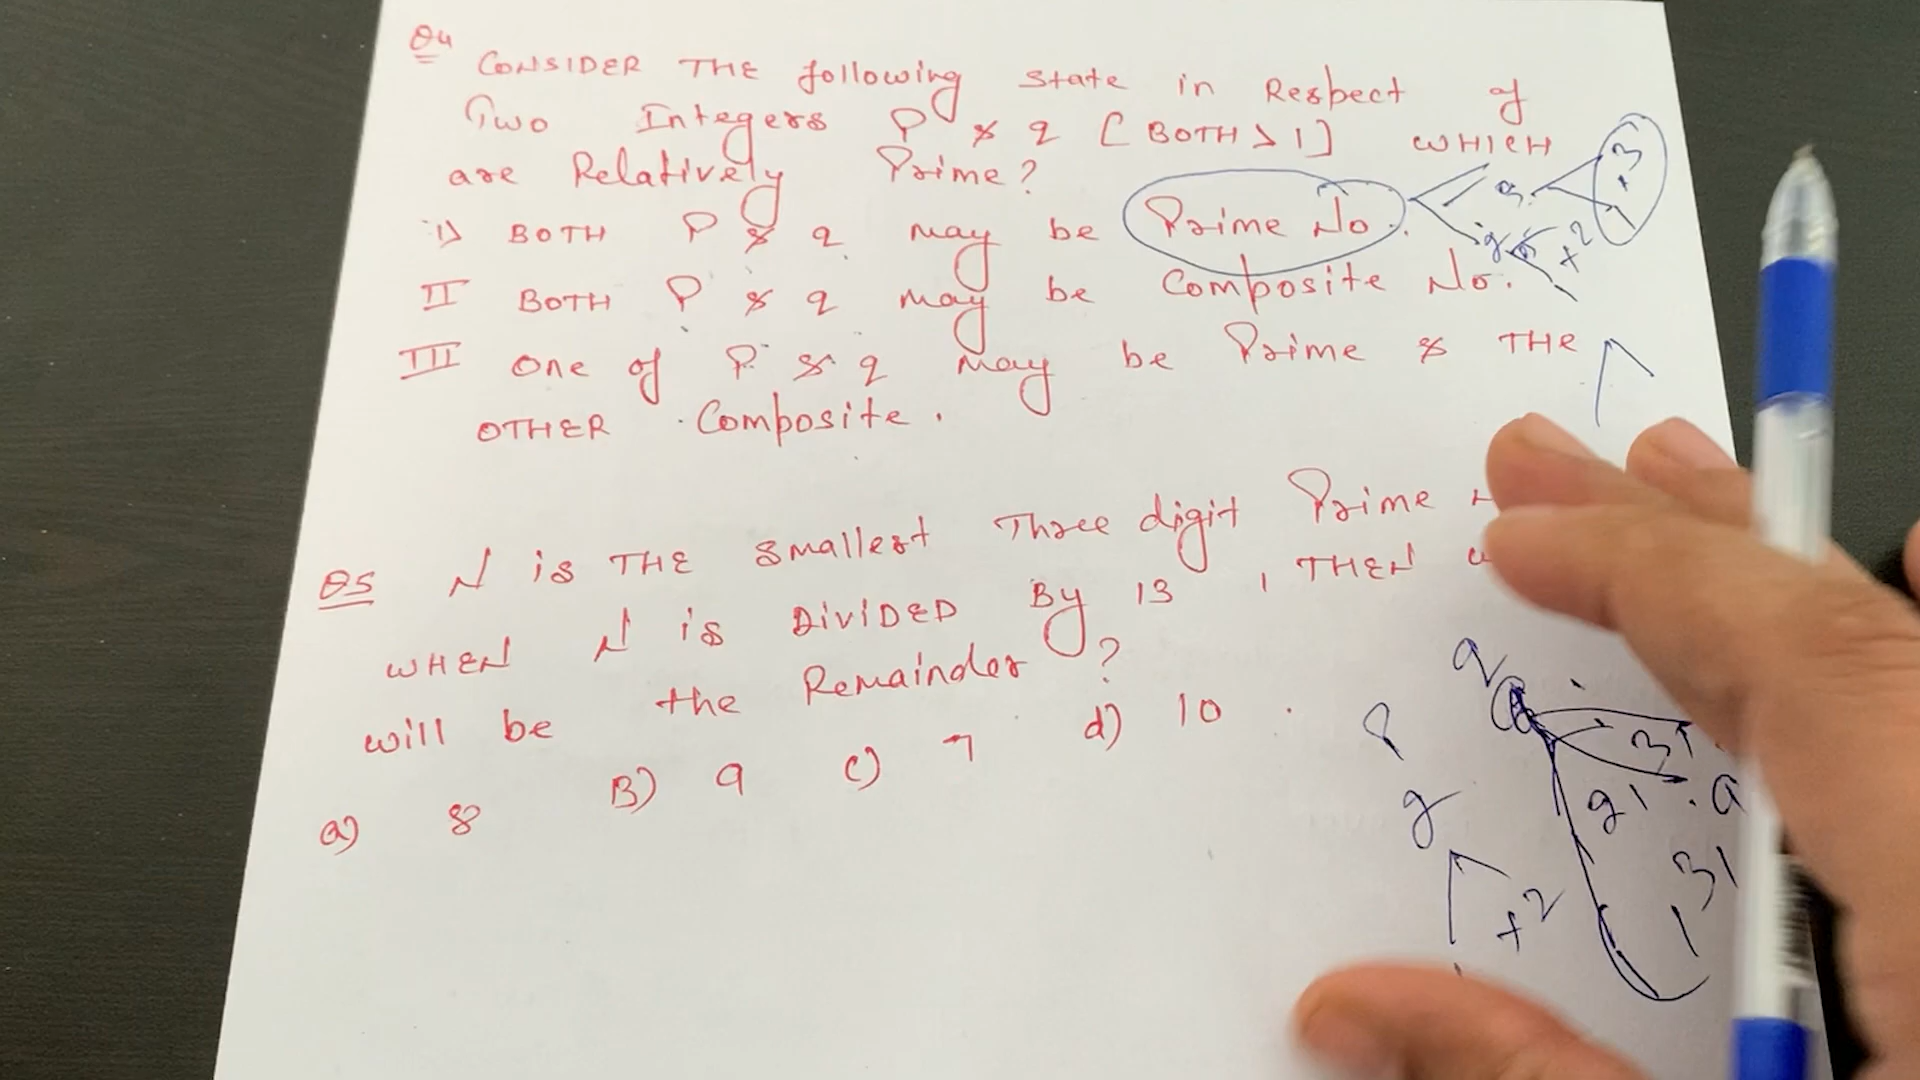 Q4 CONSIDER THE following state in Respect of
Two Integers P & q [BOTH > 1] WHICH
are Relatively Prime?
I) BOTH P & q may be Prime No.
II BOTH P & q may be Composite No.
III One of P & q may be Prime & THE
OTHER Composite.
Q5 N is THE smallest Three digit Prime
WHEN N is DIVIDED By 13, THEN
will be the Remainder?
a) 8 B) 9 c) 7 d) 10